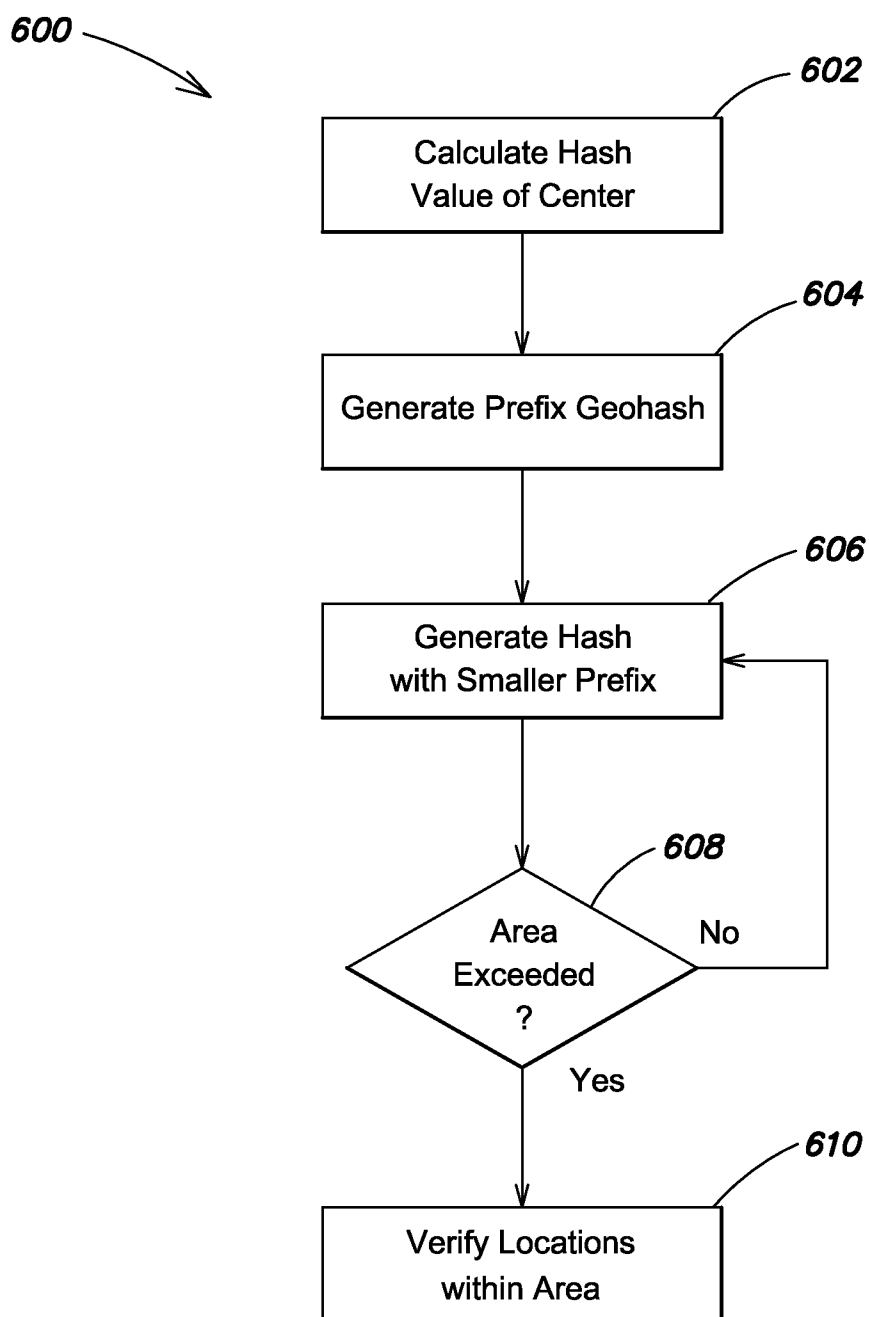 600
602
Calculate Hash
Value of Center
604
Generate Prefix Geohash
606
Generate Hash
with Smaller Prefix
608
Area
Exceeded
?
No
Yes
610
Verify Locations
within Area